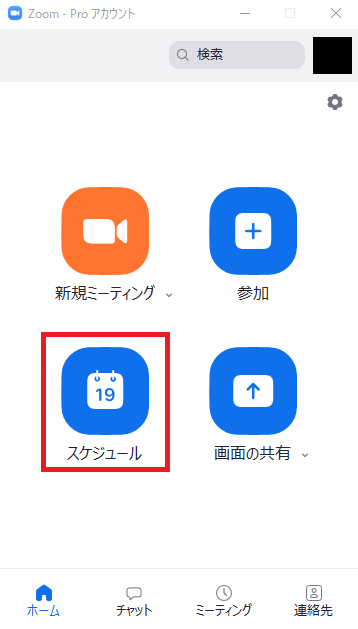 Zoom - Pro アカウント
検索
新規ミーティング
参加
19
スケジュール
画面の共有
ホーム
チャット
ミーティング
連絡先